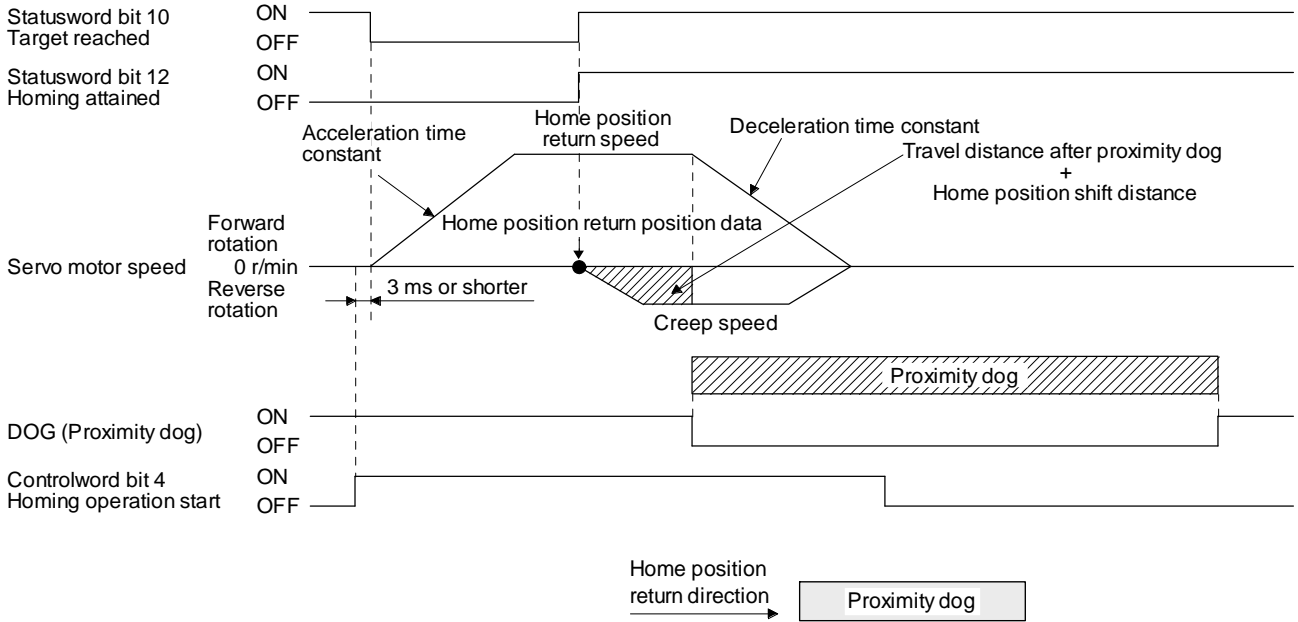 Statusword bit 10
Target reached
ON
OFF
Statusword bit 12
Homing attained
ON
OFF
Acceleration time
constant
Home position
return speed
Deceleration time constant
Travel distance after proximity dog
+
Home position shift distance
Home position return position data
Forward
rotation
Servo motor speed 0 r/min
Reverse
rotation
3 ms or shorter
Creep speed
Proximity dog
DOG (Proximity dog)
ON
OFF
Controlword bit 4
Homing operation start
ON
OFF
Home position
return direction
Proximity dog